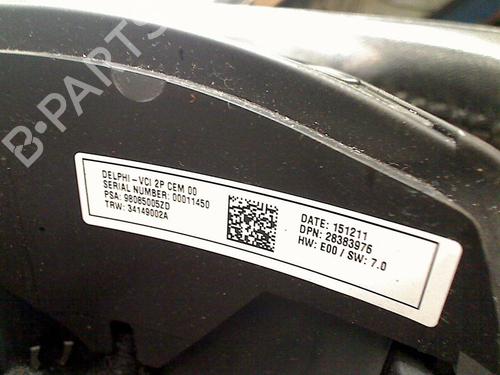 B-PARTS
DELPHI-VCI 2P CEM 00
SERIAL NUMBER: 00011450
PSA: 98085005ZD
TRW: 34149002A
DATE: 151211
DPN: 28383976
HW: E00 / SW: 7.0